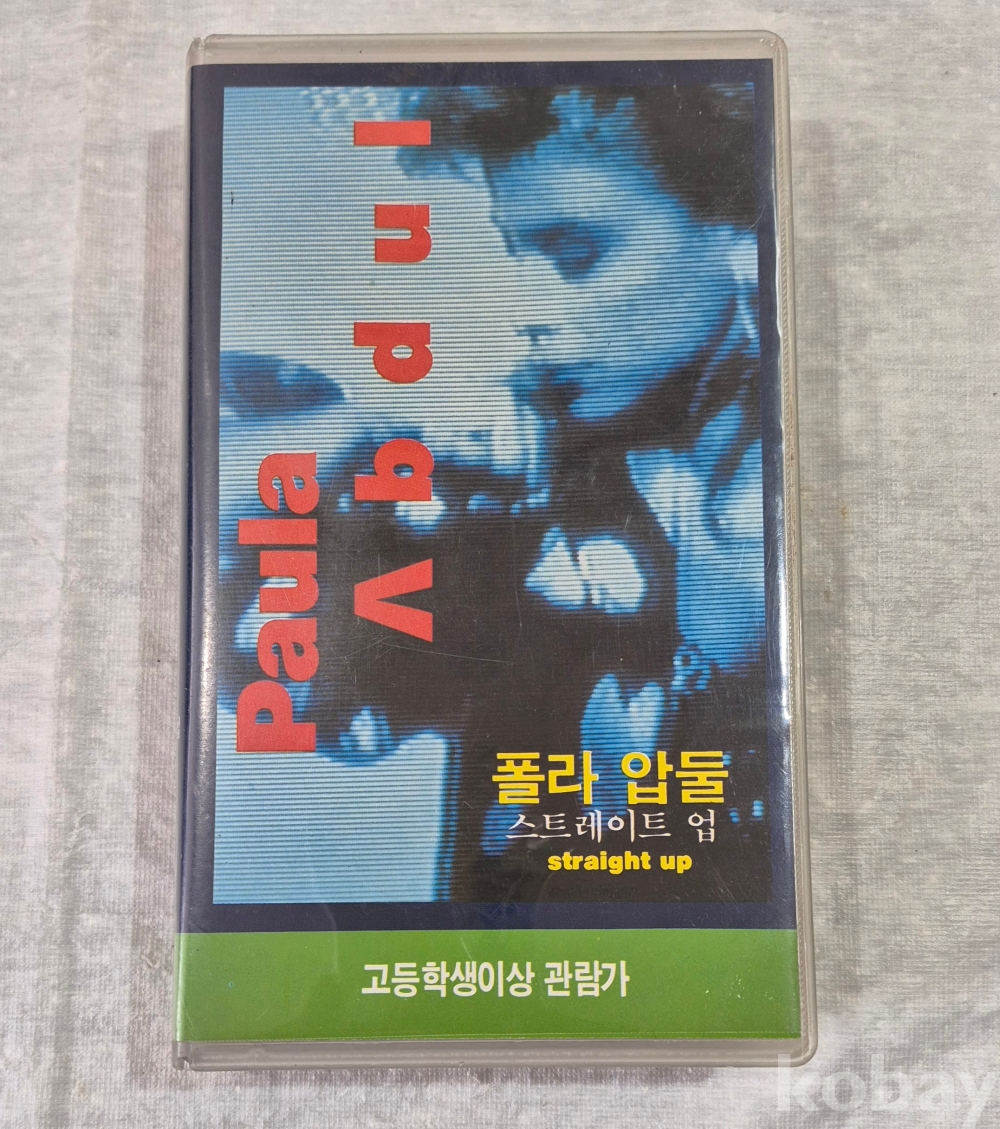 Paula
Abdul
폴라 압둘
스트레이트 업
straight up
고등학생이상 관람가
kobay